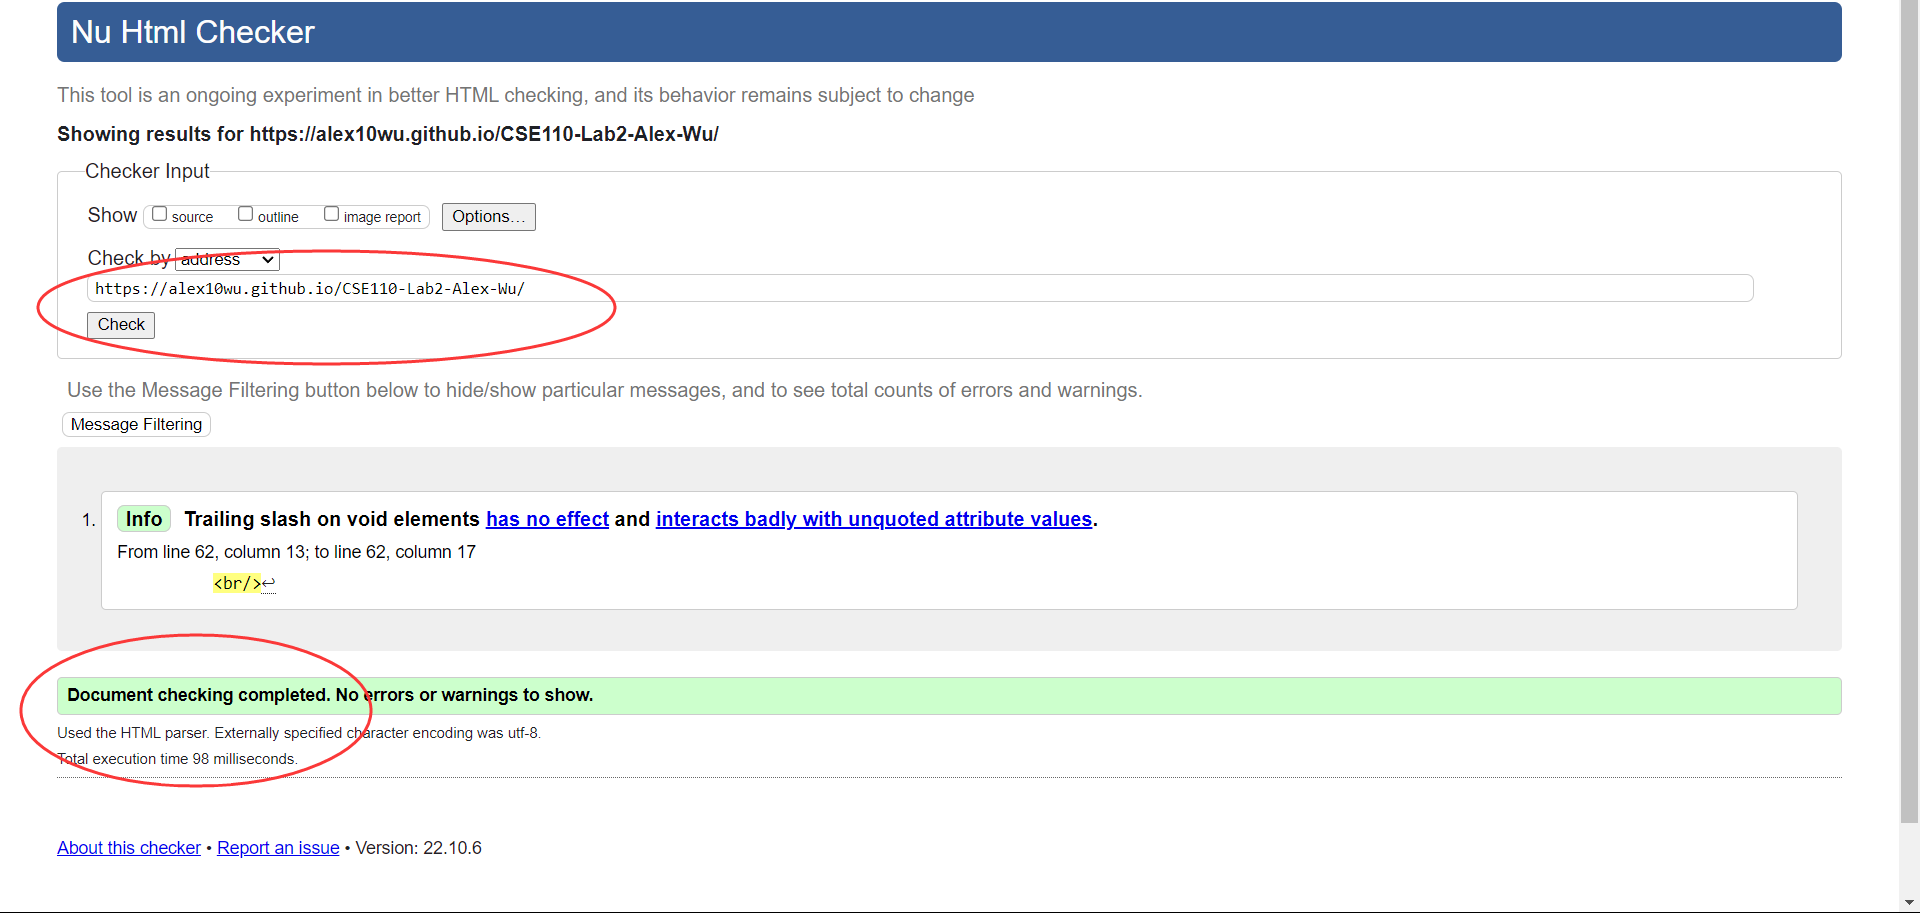 Nu Html Checker
This tool is an ongoing experiment in better HTML checking, and its behavior remains subject to change
Showing results for https://alex10wu.github.io/CSE110-Lab2-Alex-Wu/
Checker Input
Show source outline image report Options...
Check by address
https://alex10wu.github.io/CSE110-Lab2-Alex-Wu/
Check
Use the Message Filtering button below to hide/show particular messages, and to see total counts of errors and warnings.
Message Filtering
1. Info Trailing slash on void elements has no effect and interacts badly with unquoted attribute values.
From line 62, column 13; to line 62, column 17
<br/>↩
Document checking completed. No errors or warnings to show.
Used the HTML parser. Externally specified character encoding was utf-8.
Total execution time 98 milliseconds.
About this checker • Report an issue • Version: 22.10.6